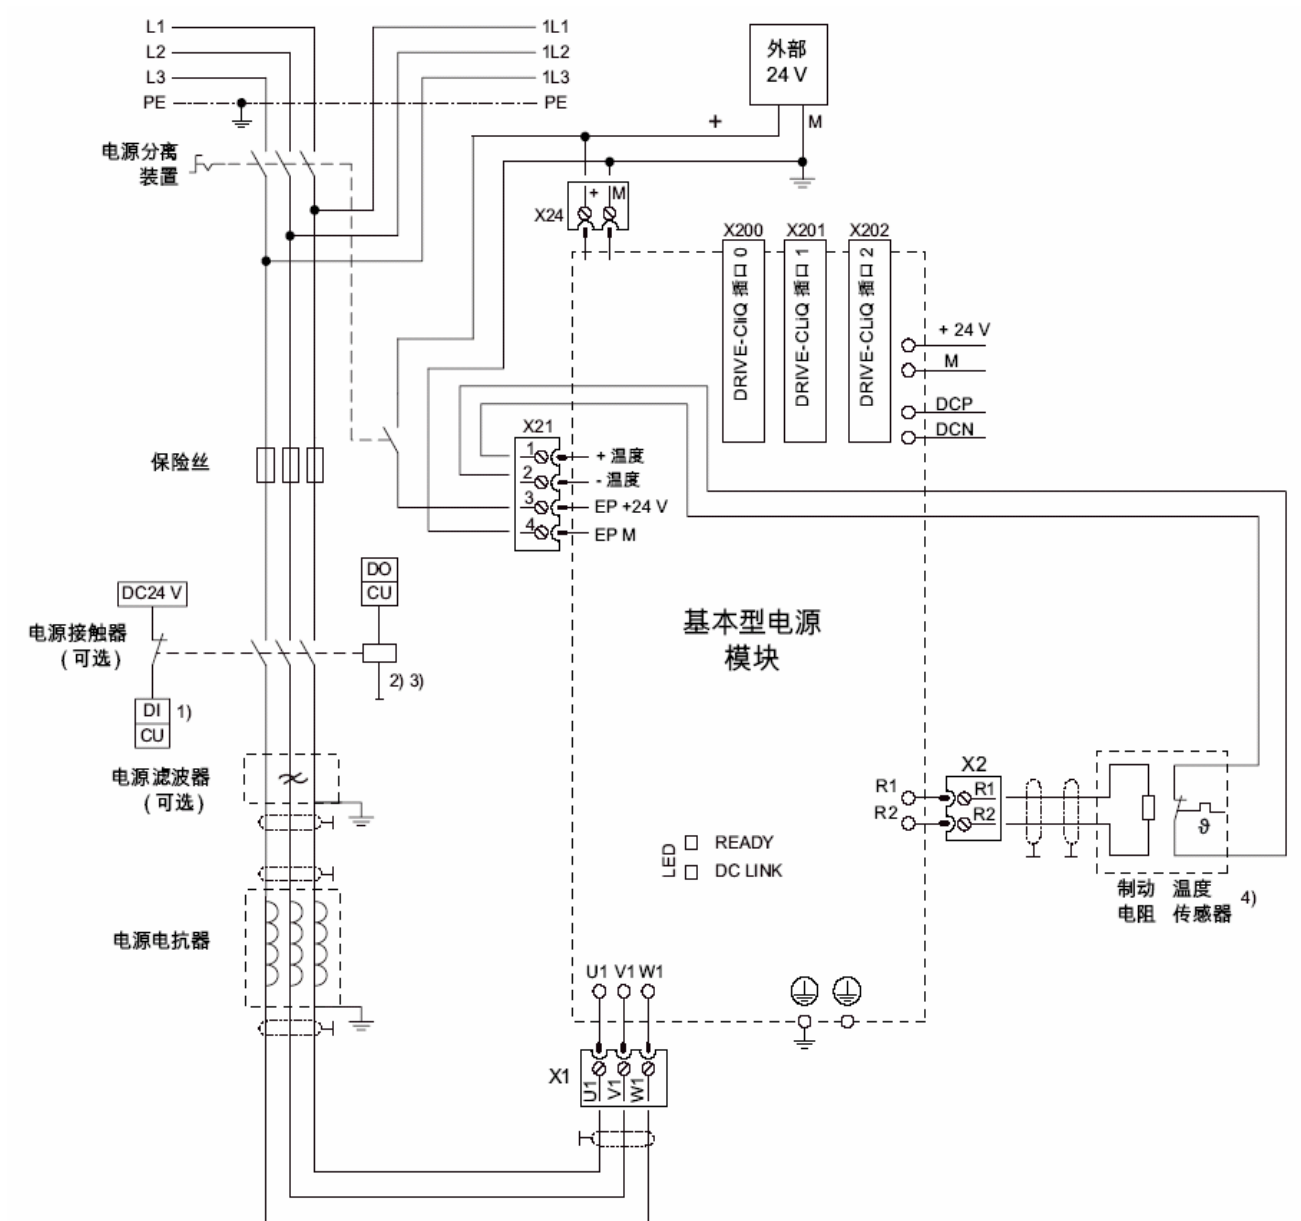 L1
1L1
L2
1L2
L3
1L3
PE
PE
外部
24 V
+
M
电源分离
装置
X24
+
M
X200
X201
X202
DRIVE-CliQ 插口 0
DRIVE-CLiQ 插口 1
DRIVE-CLiQ 插口 2
+ 24 V
M
DCP
DCN
X21
1
+ 温度
2
- 温度
3
EP +24 V
4
EP M
保险丝
DO
CU
DC24 V
电源接触器
(可选)
2) 3)
DI
CU
1)
基本型电源
模块
电源滤波器
(可选)
X2
R1
R1
R2
R2
ϑ
LED
READY
DC LINK
制动
电阻
温度
传感器
4)
电源电抗器
U1
V1
W1
X1
U1
V1
W1